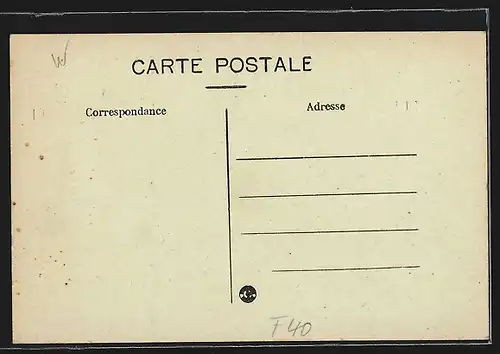 CARTE POSTALE
Correspondance
Adresse
F40